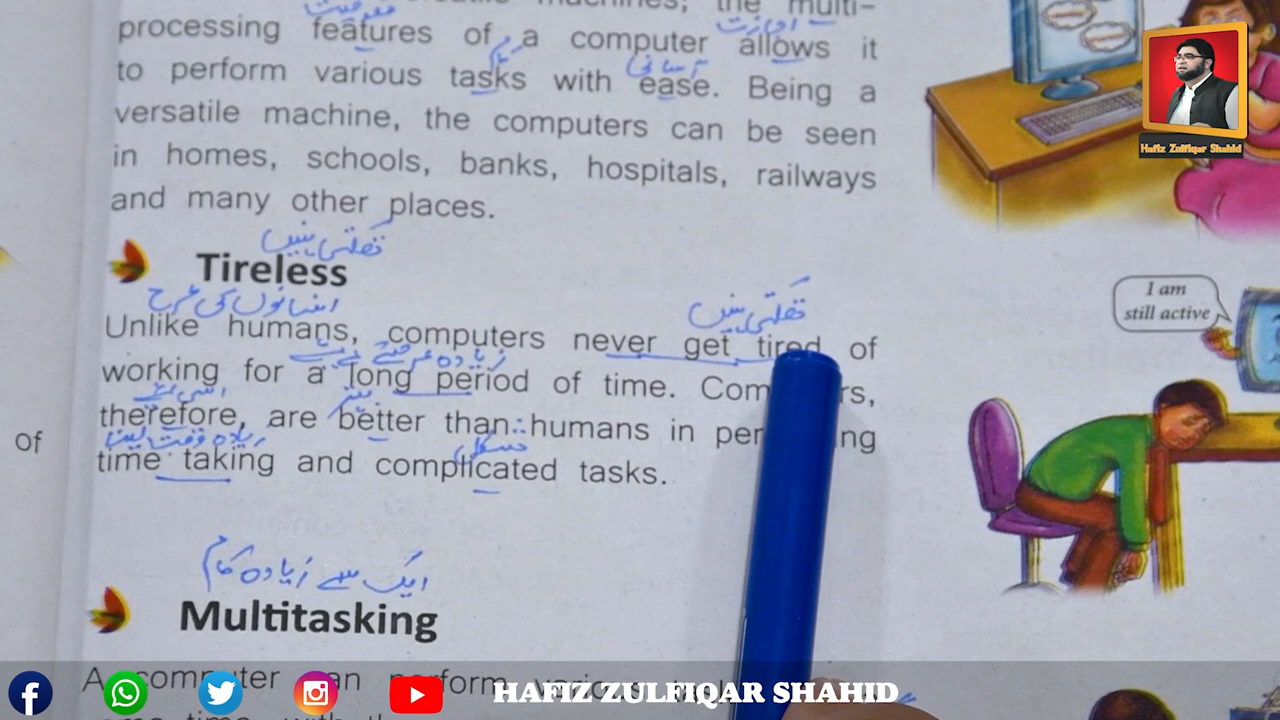 processing features of a computer allows it
to perform various tasks with ease. Being a
versatile machine, the computers can be seen
in homes, schools, banks, hospitals, railways
and many other places.
تھکتی نہیں
Tireless
انسانوں کی طرح
تھکتی نہیں
Unlike humans, computers never get tired of
زیادہ عرصے
working for a long period of time.
therefore, are better than humans in
زیادہ وقت لینا
time taking and complicated tasks.
of
ایک سے زیادہ کام
Multitasking
A computer can perform various
I am
still active
Hafiz Zulfiqar Shahid
HAFIZ ZULFIQAR SHAHID